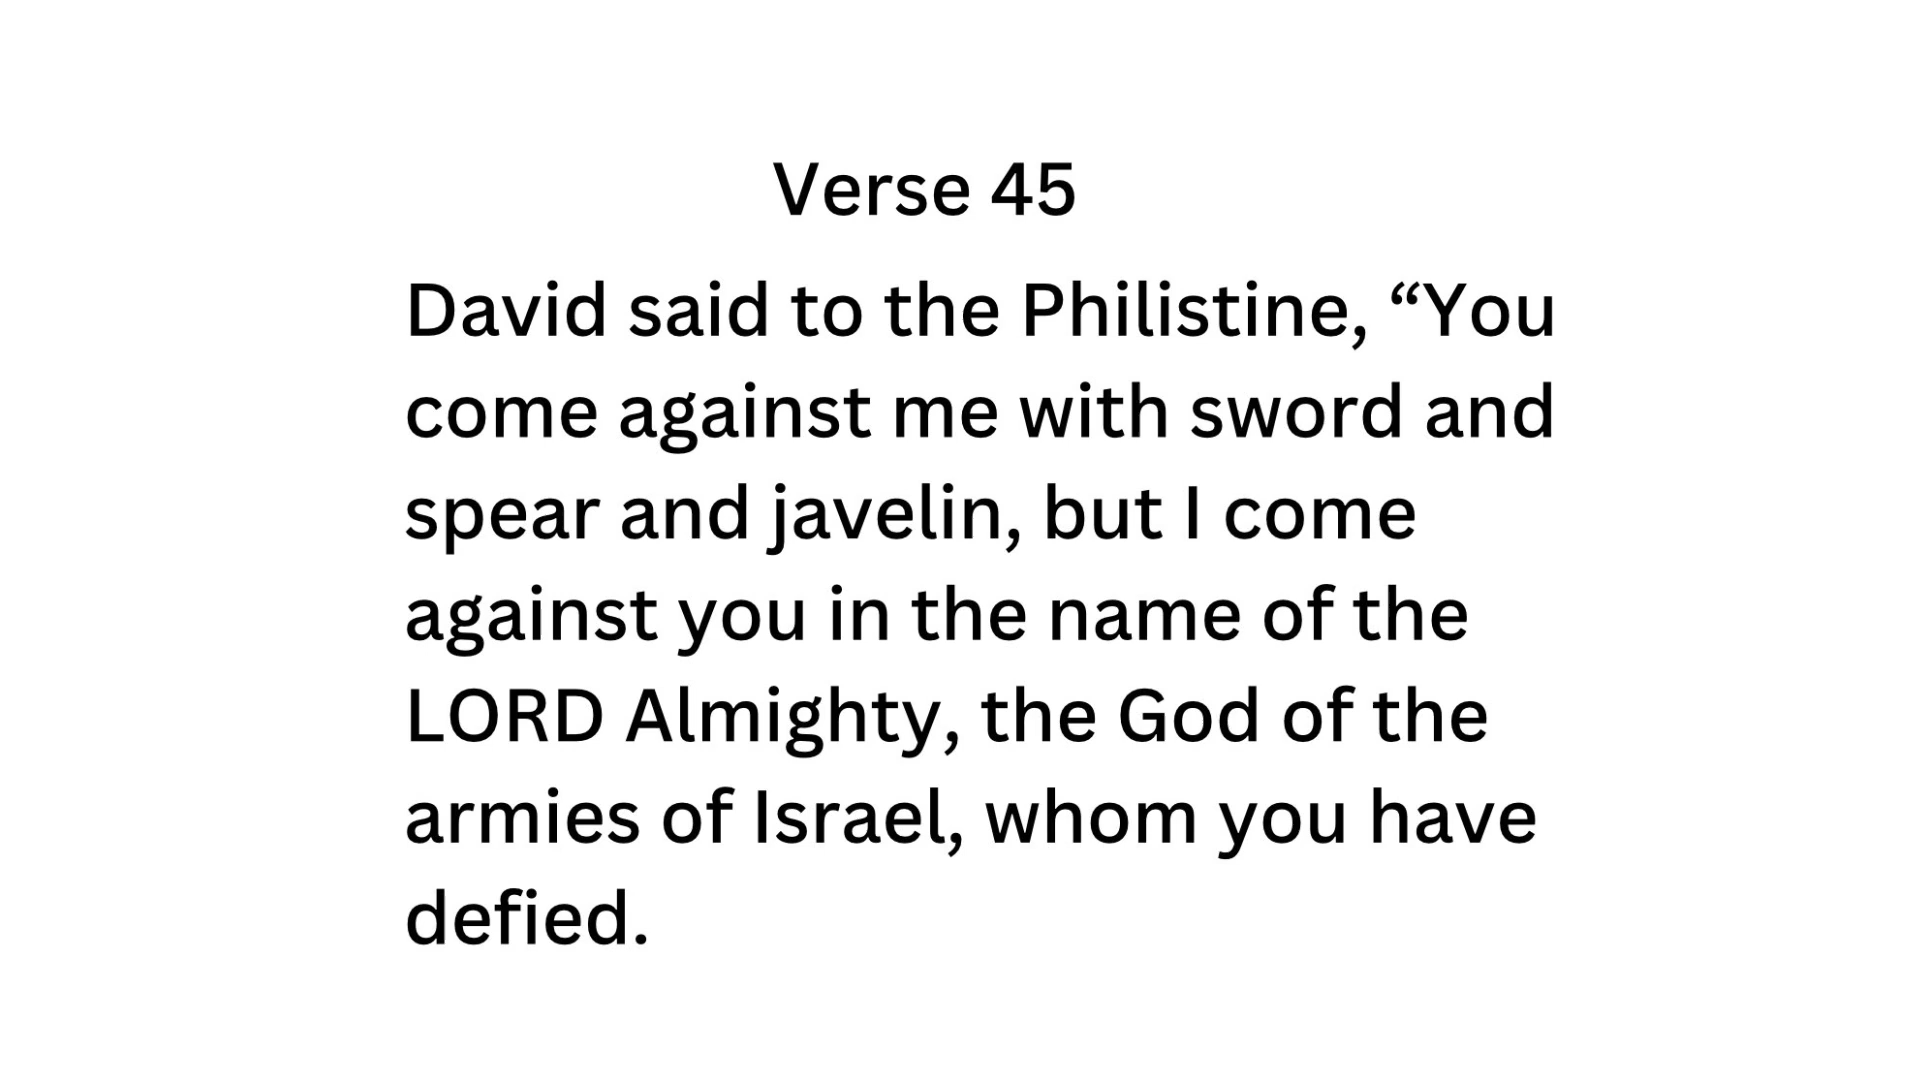 Verse 45
David said to the Philistine, “You
come against me with sword and
spear and javelin, but I come
against you in the name of the
LORD Almighty, the God of the
armies of Israel, whom you have
defied.